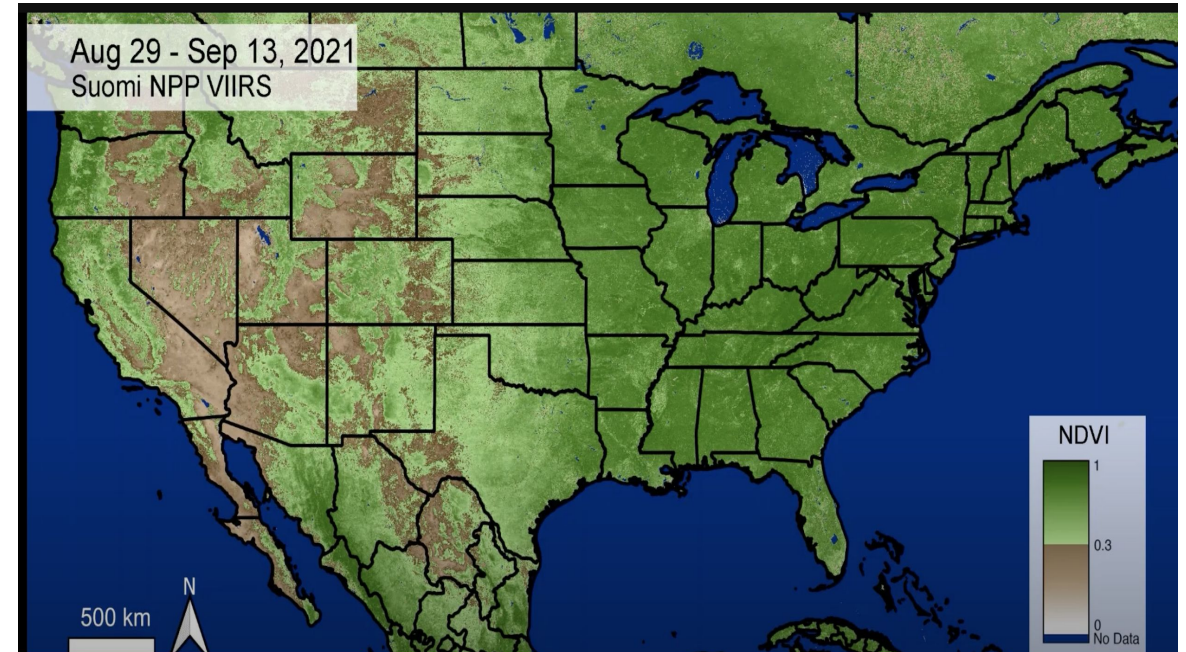 Aug 29 - Sep 13, 2021
Suomi NPP VIIRS
NDVI
1
0.3
0
No Data
N
500 km